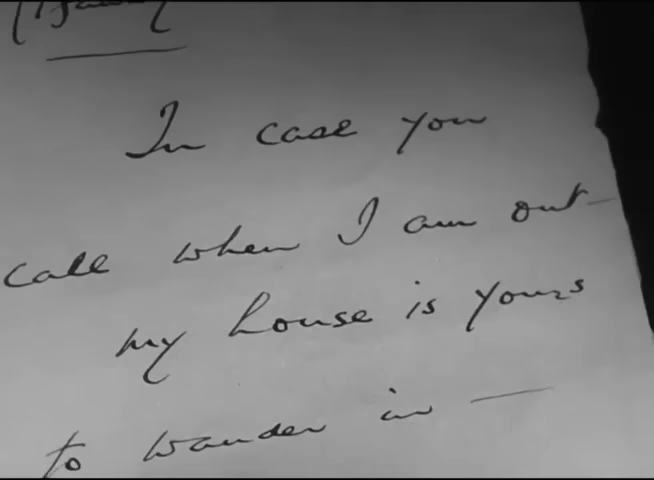 In case you
call when I am out—
my house is yours
to wander in —